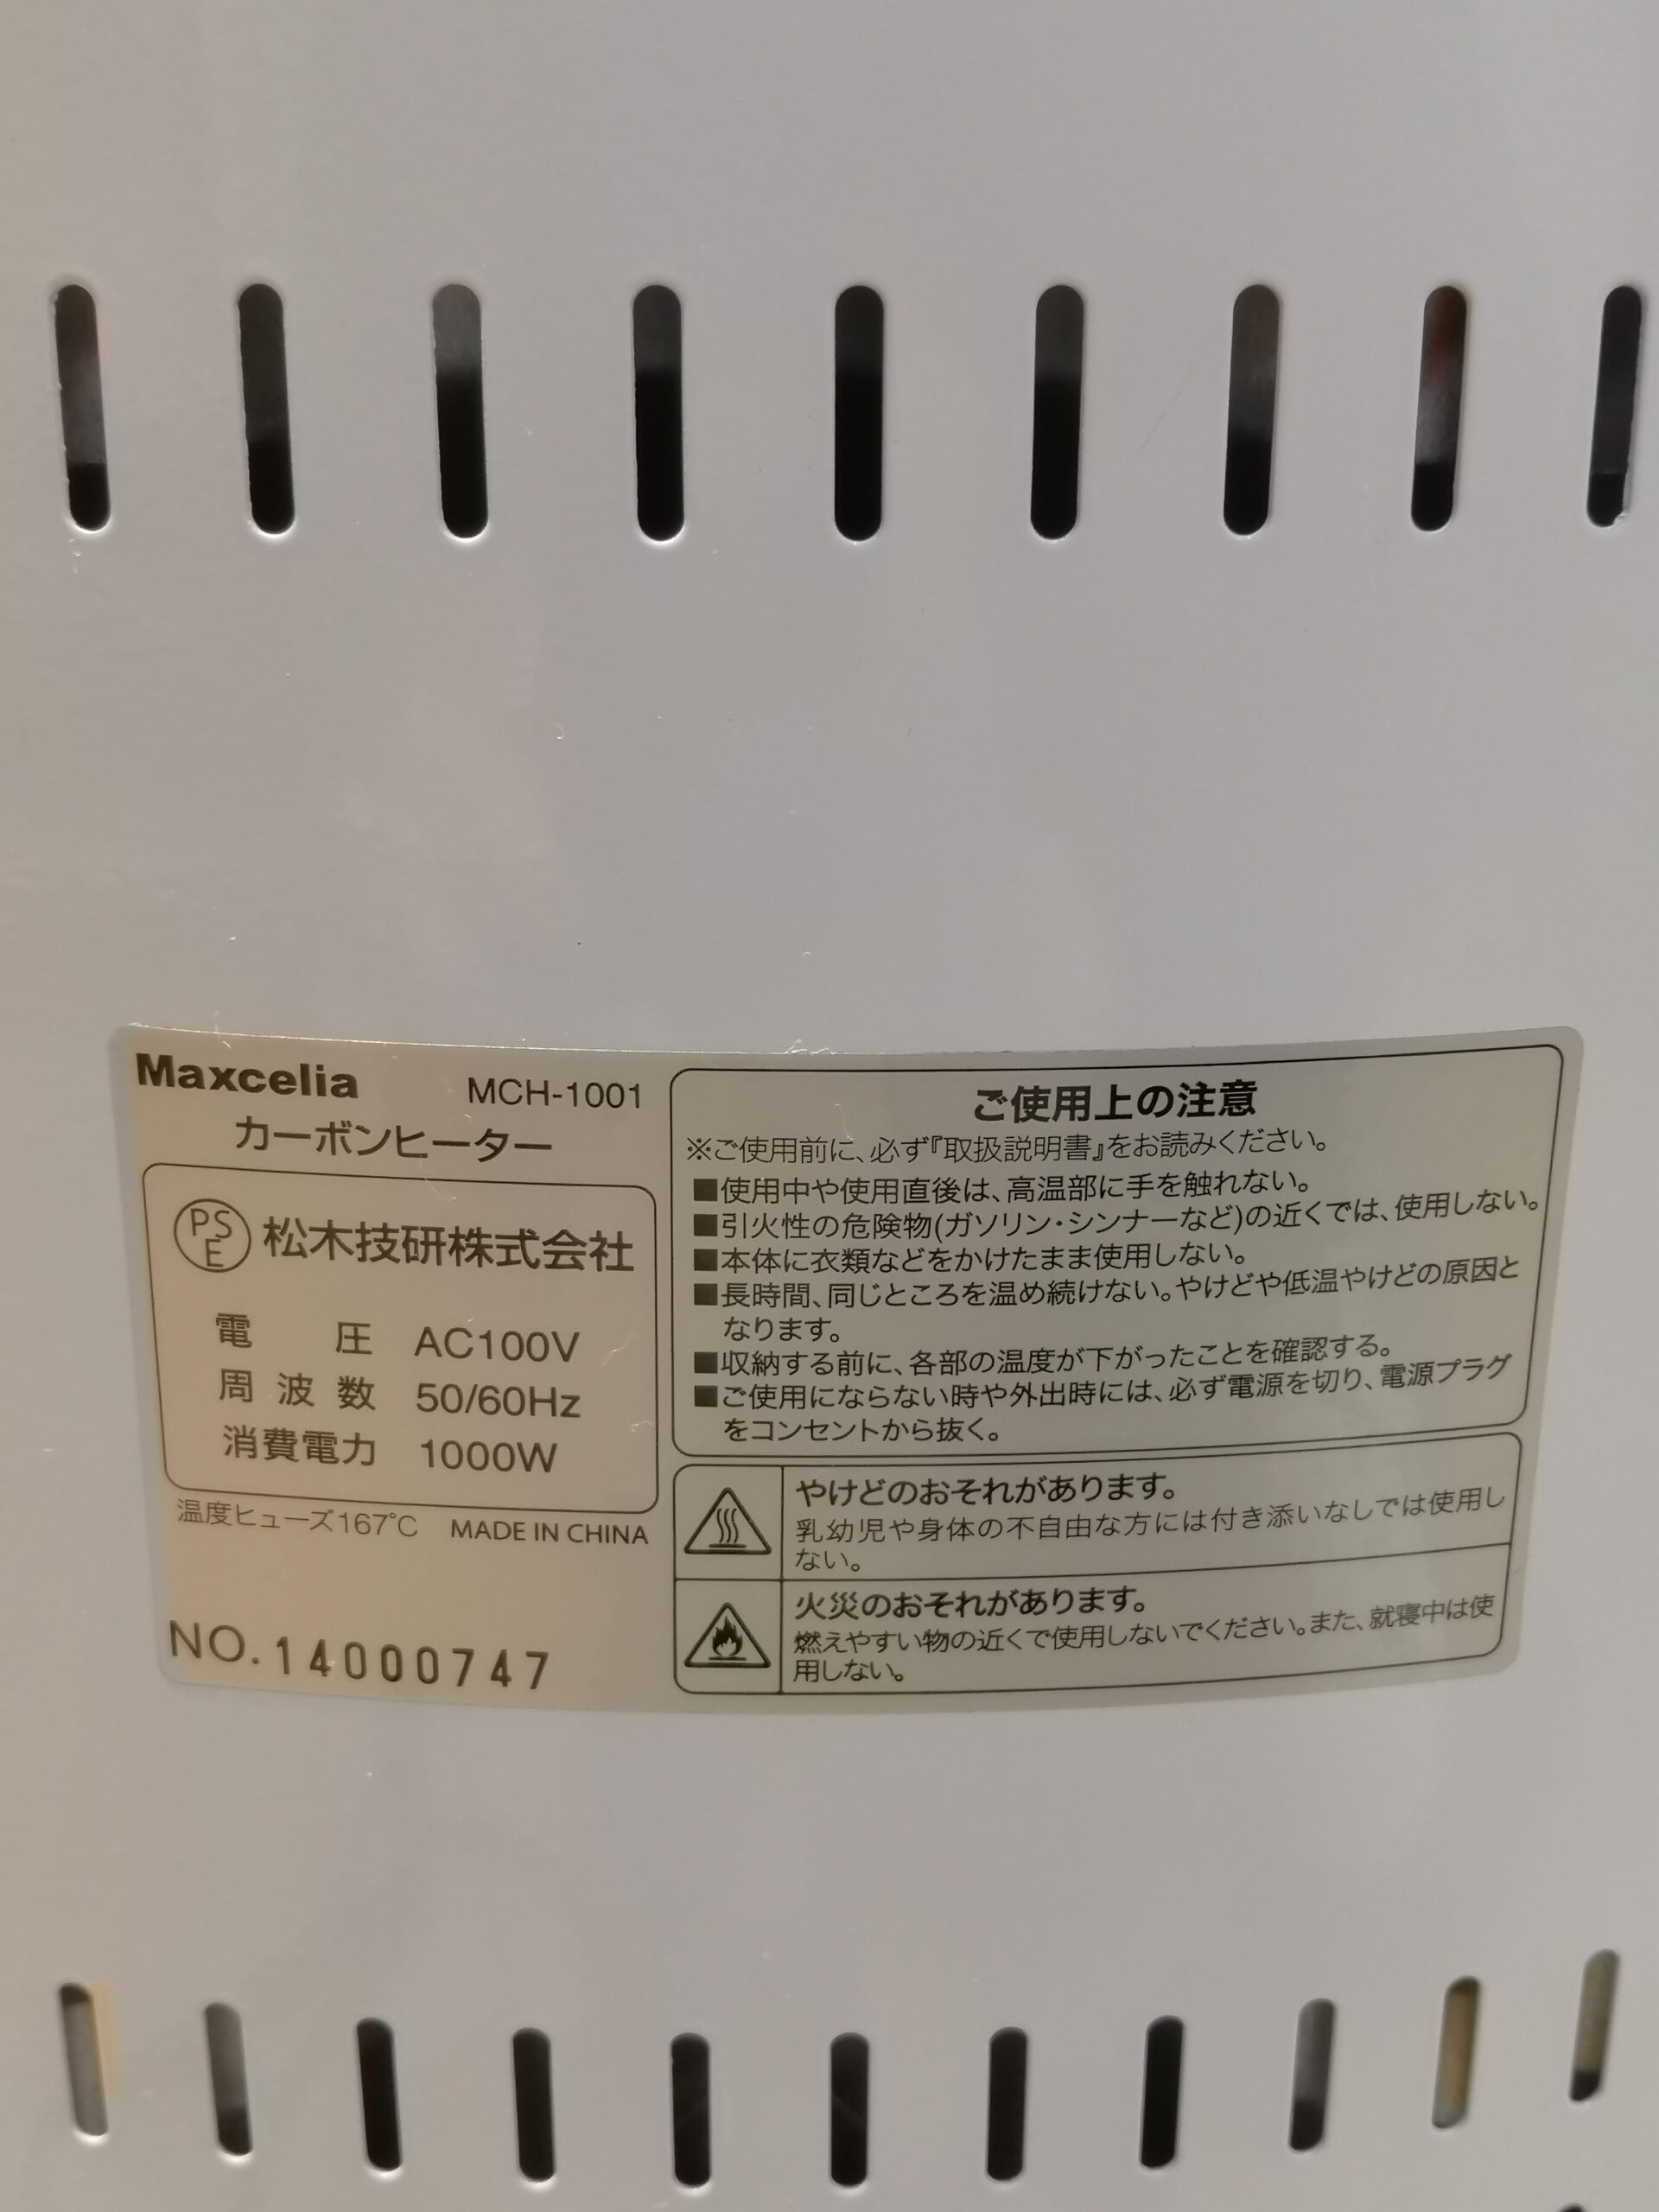 Maxcelia MCH-1001
カーボンヒーター
PSE 松木技研株式会社
電圧 AC100V
周波数 50/60Hz
消費電力 1000W
温度ヒューズ167℃ MADE IN CHINA
NO.14000747
ご使用上の注意
※ご使用前に、必ず『取扱説明書』をお読みください。
■使用中や使用直後は、高温部に手を触れない。
■引火性の危険物(ガソリン・シンナーなど)の近くでは、使用しない。
■本体に衣類などをかけたまま使用しない。
■長時間、同じところを温め続けない。やけどや低温やけどの原因と
なります。
■収納する前に、各部の温度が下がったことを確認する。
■ご使用にならない時や外出時には、必ず電源を切り、電源プラグ
をコンセントから抜く。
やけどのおそれがあります。
乳幼児や身体の不自由な方には付き添いなしでは使用し
ない。
火災のおそれがあります。
燃えやすい物の近くで使用しないでください。また、就寝中は使
用しない。